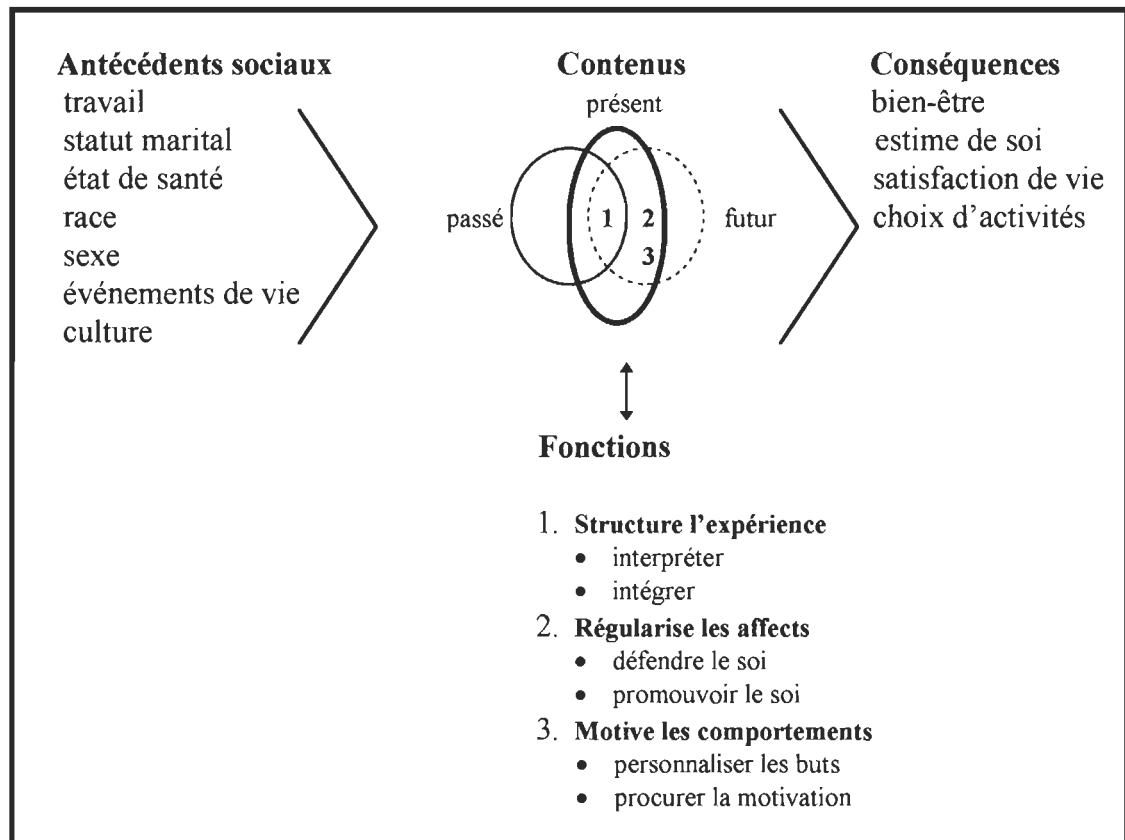 Antécédents sociaux
travail
statut marital
état de santé
race
sexe
événements de vie
culture
Contenus
présent
passé
1
2
3
futur
Conséquences
bien-être
estime de soi
satisfaction de vie
choix d'activités
Fonctions
1. Structure l'expérience
• interpréter
• intégrer
2. Régularise les affects
• défendre le soi
• promouvoir le soi
3. Motive les comportements
• personnaliser les buts
• procurer la motivation